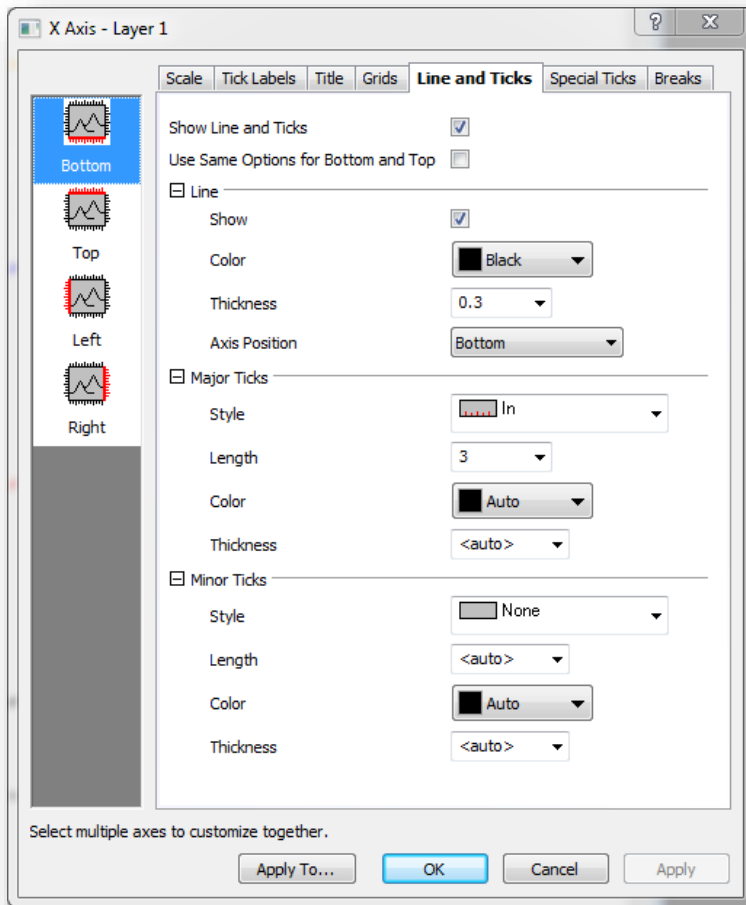 X Axis - Layer 1
Scale Tick Labels Title Grids Line and Ticks Special Ticks Breaks
Bottom
Top
Left
Right
Show Line and Ticks
Use Same Options for Bottom and Top
Line
Show
Color Black
Thickness 0.3
Axis Position Bottom
Major Ticks
Style In
Length 3
Color Auto
Thickness <auto>
Minor Ticks
Style None
Length <auto>
Color Auto
Thickness <auto>
Select multiple axes to customize together.
Apply To... OK Cancel Apply